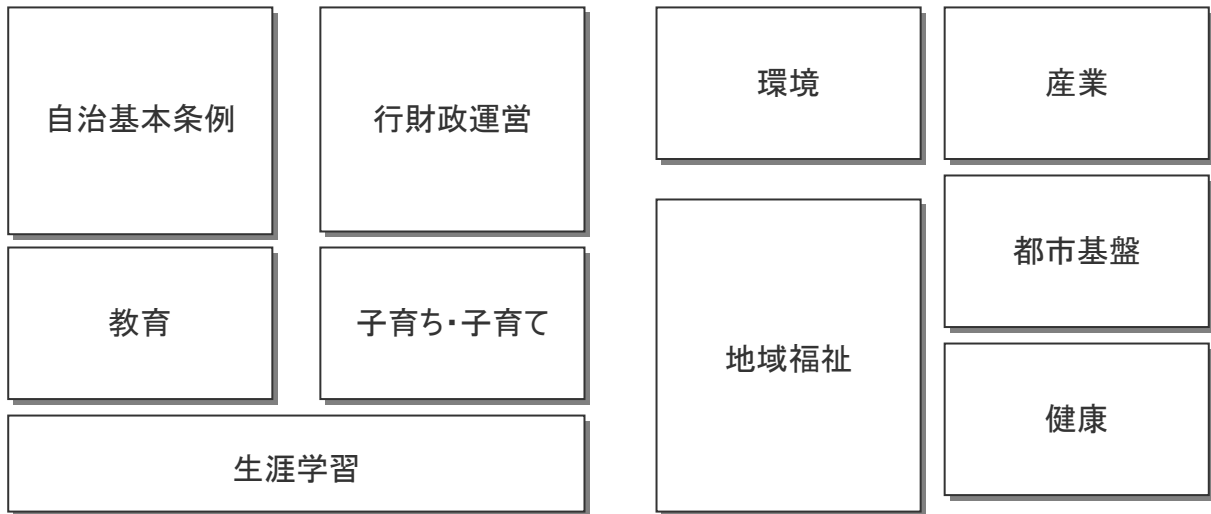 自治基本条例
行財政運営
教育
子育ち・子育て
生涯学習
環境
産業
都市基盤
地域福祉
健康